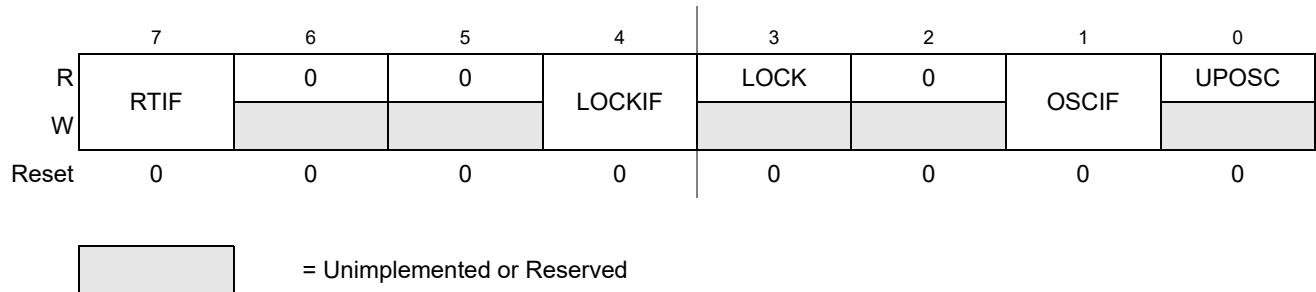 7 6 5 4 3 2 1 0
R RTIF 0 0 LOCKIF LOCK 0 OSCIF UPOSC
W
Reset 0 0 0 0 0 0 0 0
= Unimplemented or Reserved